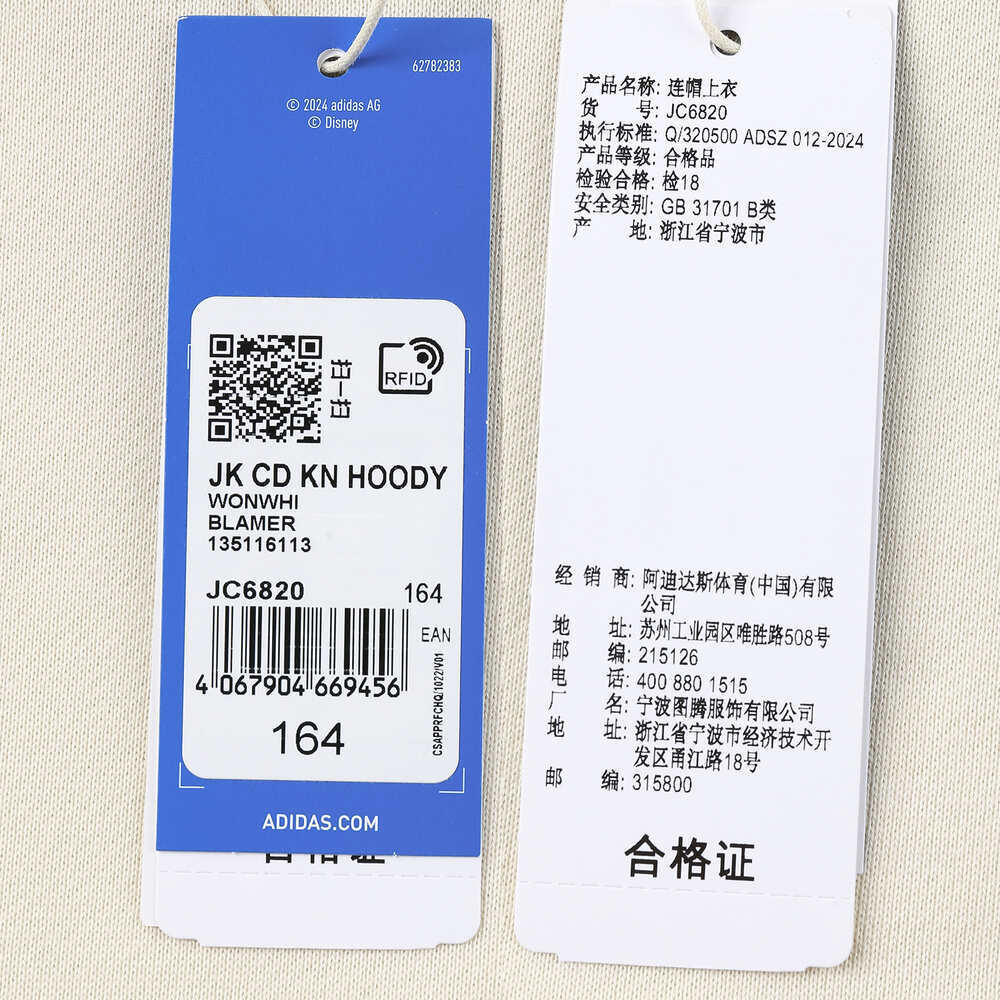 62782383
© 2024 adidas AG
© Disney
扫一扫
RFID
JK CD KN HOODY
WONWHI
BLAMER
135116113
JC6820 164
EAN
4 067904 669456
CSAPPRFCHQ/1022/V01
164
ADIDAS.COM
合格证
产品名称: 连帽上衣
货 号: JC6820
执行标准: Q/320500 ADSZ 012-2024
产品等级: 合格品
检验合格: 检18
安全类别: GB 31701 B类
产 地: 浙江省宁波市
经 销 商: 阿迪达斯体育(中国)有限
公司
地 址: 苏州工业园区唯胜路508号
邮 编: 215126
电 话: 400 880 1515
厂 名: 宁波图腾服饰有限公司
地 址: 浙江省宁波市经济技术开
发区甬江路18号
邮 编: 315800
合格证